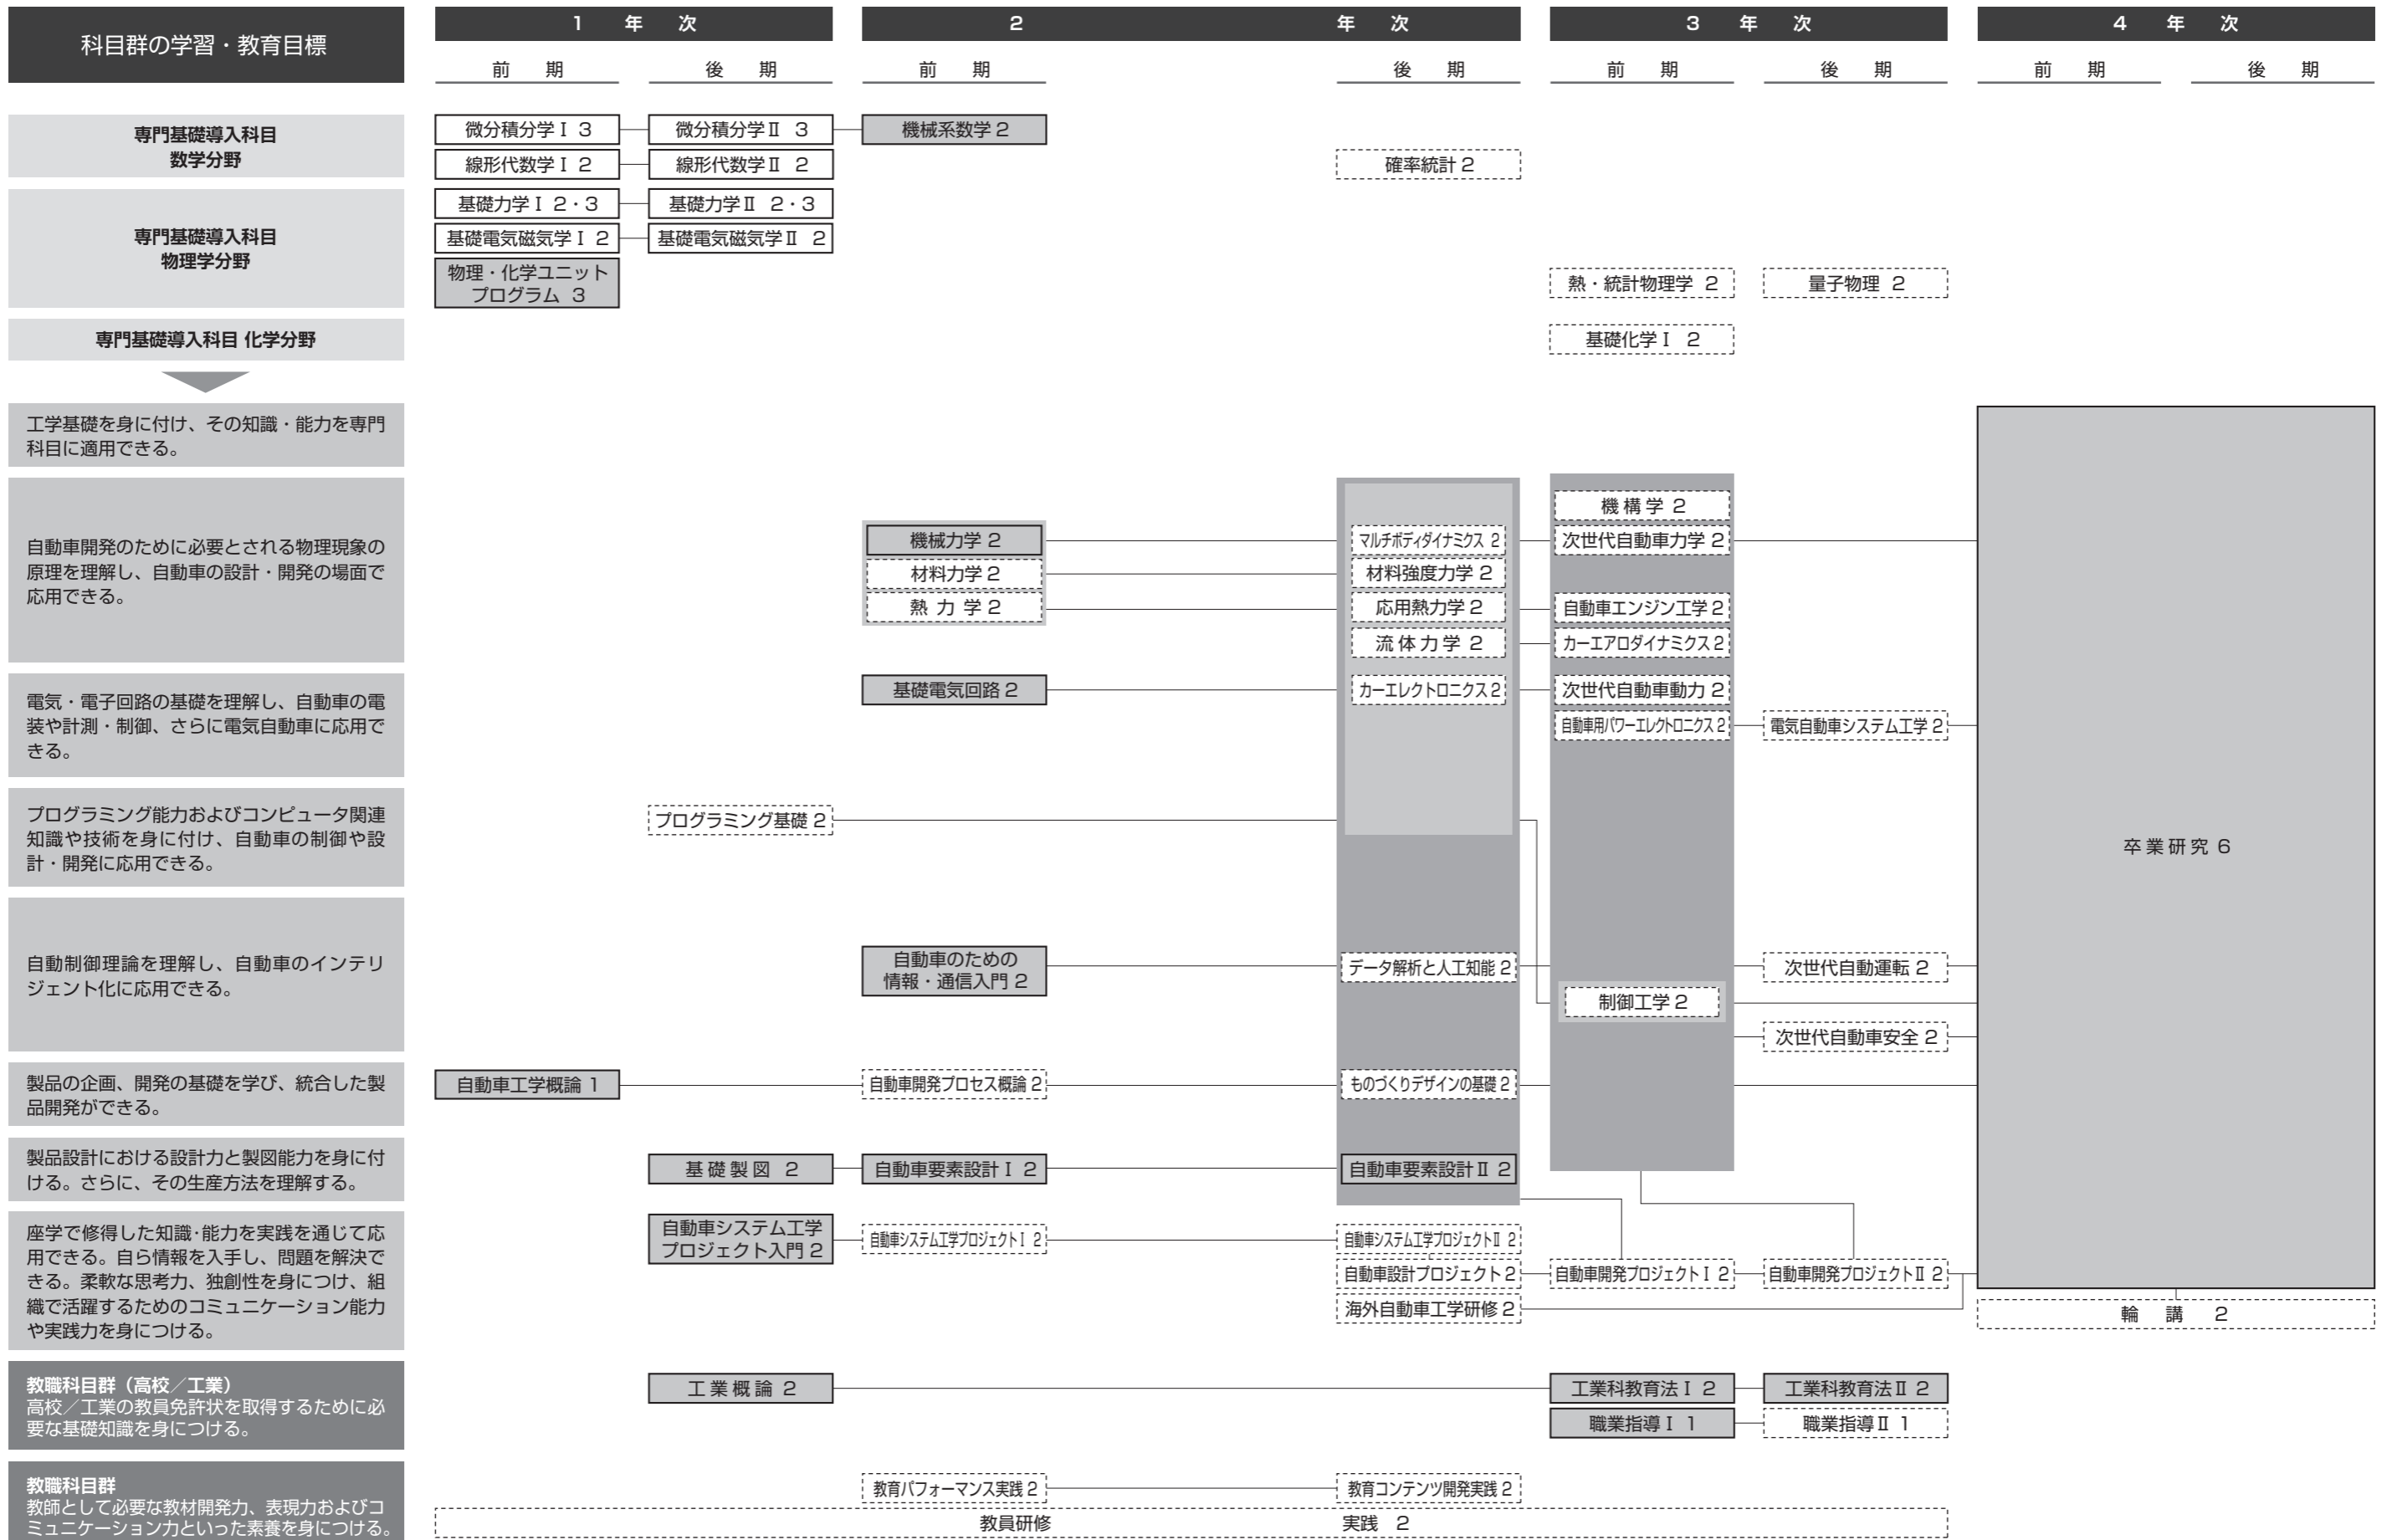 科目群の学習・教育目標
1 年 次
2 年 次
3 年 次
4 年 次
前 期
後 期
前 期
後 期
前 期
後 期
前 期
後 期
専門基礎導入科目
数学分野
微分積分学Ⅰ 3
微分積分学Ⅱ 3
機械系数学 2
線形代数学Ⅰ 2
線形代数学Ⅱ 2
確率統計 2
専門基礎導入科目
物理学分野
基礎力学Ⅰ 2・3
基礎力学Ⅱ 2・3
基礎電気磁気学Ⅰ 2
基礎電気磁気学Ⅱ 2
物理・化学ユニット
プログラム 3
熱・統計物理学 2
量子物理 2
専門基礎導入科目 化学分野
基礎化学Ⅰ 2
工学基礎を身に付け、その知識・能力を専門
科目に適用できる。
自動車開発のために必要とされる物理現象の
原理を理解し、自動車の設計・開発の場面で
応用できる。
機構学 2
機械力学 2
マルチボディダイナミクス 2
次世代自動車力学 2
材料力学 2
材料強度力学 2
熱力学 2
応用熱力学 2
自動車エンジン工学 2
流体力学 2
カーエアロダイナミクス 2
電気・電子回路の基礎を理解し、自動車の電
装や計測・制御、さらに電気自動車に応用で
きる。
基礎電気回路 2
カーエレクトロニクス 2
次世代自動車動力 2
自動車用パワーエレクトロニクス 2
電気自動車システム工学 2
プログラミング能力およびコンピュータ関連
知識や技術を身に付け、自動車の制御や設
計・開発に応用できる。
プログラミング基礎 2
卒業研究 6
自動制御理論を理解し、自動車のインテリ
ジェント化に応用できる。
自動車のための
情報・通信入門 2
データ解析と人工知能 2
次世代自動運転 2
制御工学 2
次世代自動車安全 2
製品の企画、開発の基礎を学び、統合した製
品開発ができる。
自動車工学概論 1
自動車開発プロセス概論 2
ものづくりデザインの基礎 2
製品設計における設計力と製図能力を身に付
ける。さらに、その生産方法を理解する。
基礎製図 2
自動車要素設計Ⅰ 2
自動車要素設計Ⅱ 2
座学で修得した知識・能力を実践を通じて応
用できる。自ら情報を入手し、問題を解決で
きる。柔軟な思考力、独創性を身につけ、組
織で活躍するためのコミュニケーション能力
や実践力を身につける。
自動車システム工学
プロジェクト入門 2
自動車システム工学プロジェクトⅠ 2
自動車システム工学プロジェクトⅡ 2
自動車設計プロジェクト 2
自動車開発プロジェクトⅠ 2
自動車開発プロジェクトⅡ 2
海外自動車工学研修 2
輪 講 2
教職科目群（高校／工業）
高校／工業の教員免許状を取得するために必
要な基礎知識を身につける。
工業概論 2
工業科教育法Ⅰ 2
工業科教育法Ⅱ 2
職業指導Ⅰ 1
職業指導Ⅱ 1
教職科目群
教師として必要な教材開発力、表現力およびコ
ミュニケーション力といった素養を身につける。
教育パフォーマンス実践 2
教育コンテンツ開発実践 2
教員研修 実践 2